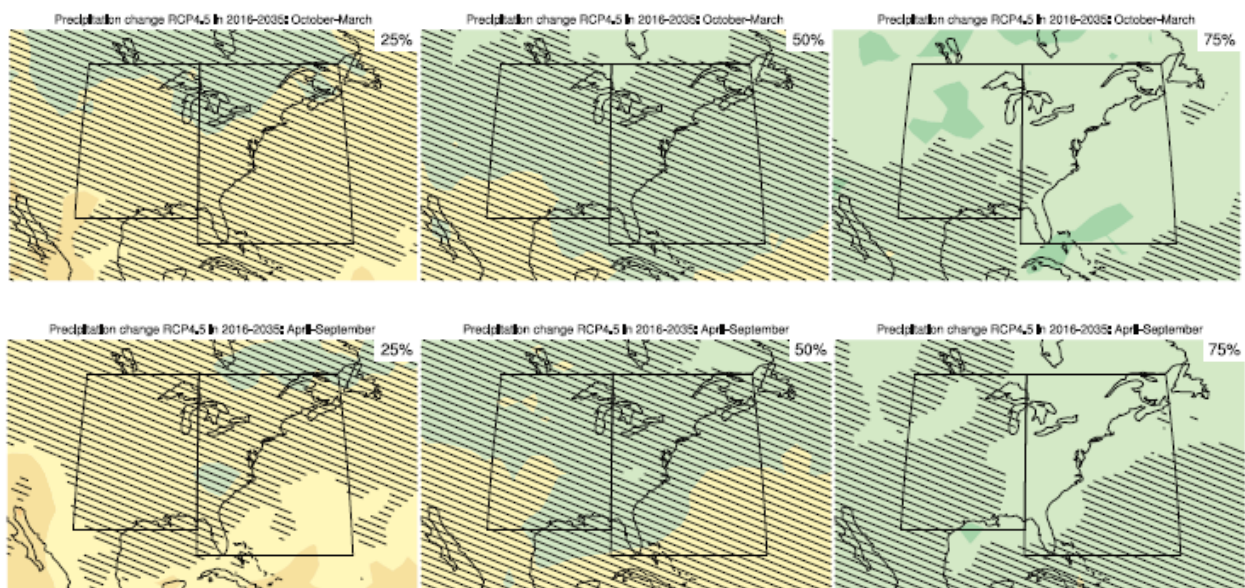 Precipitation change RCP4.5 in 2016-2035: October-March
25%
Precipitation change RCP4.5 in 2016-2035: October-March
50%
Precipitation change RCP4.5 in 2016-2035: October-March
75%
Precipitation change RCP4.5 in 2016-2035: April-September
25%
Precipitation change RCP4.5 in 2016-2035: April-September
50%
Precipitation change RCP4.5 in 2016-2035: April-September
75%